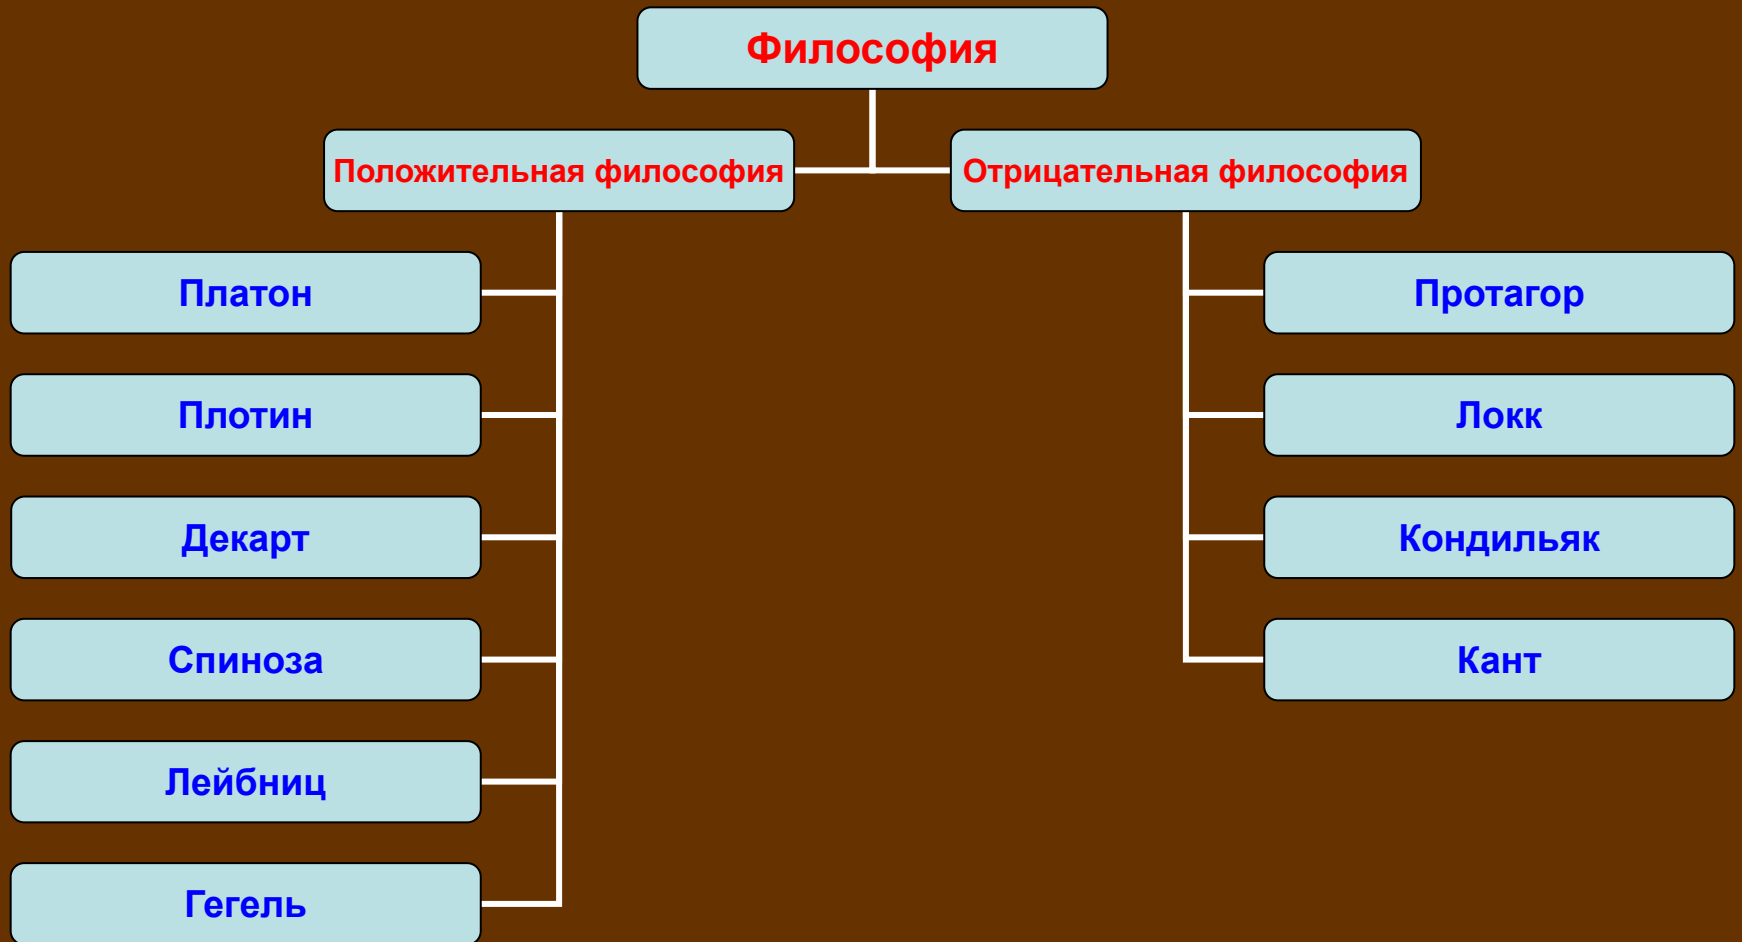 Философия
Положительная философия
Отрицательная философия
Платон
Плотин
Декарт
Спиноза
Лейбниц
Гегель
Протагор
Локк
Кондильяк
Кант